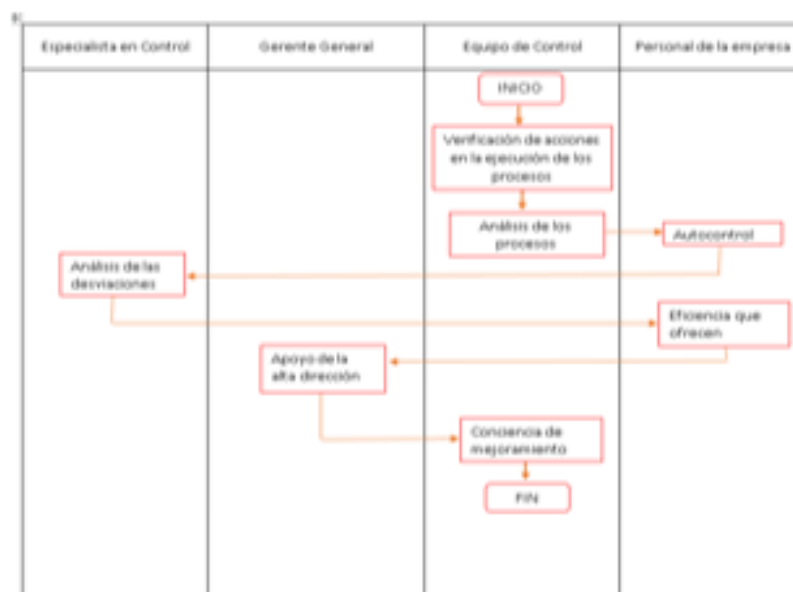 Especialista en Control
Gerente General
Equipo de Control
Personal de la empresa
INICIO
Verificación de acciones
en la ejecución de los
procesos
Análisis de los
procesos
Autocontrol
Análisis de las
desviaciones
Eficiencia que
ofrecen
Apoyo de la
alta dirección
Conciencia de
mejoramiento
FIN